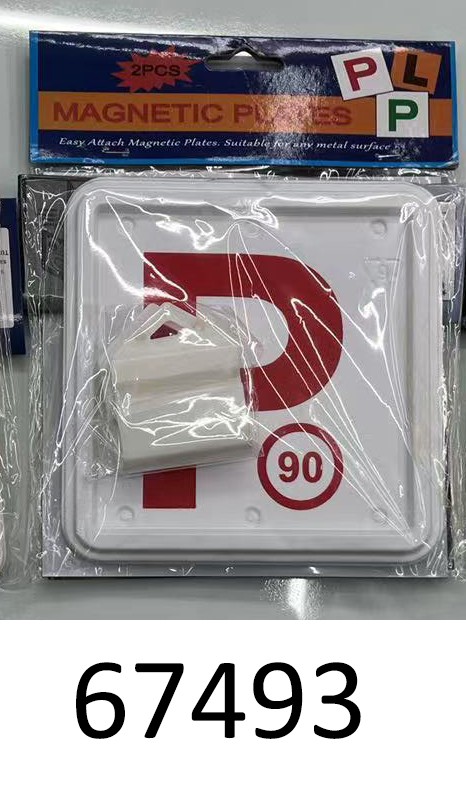 2PCS
P L
MAGNETIC PLATES
P
Easy Attach Magnetic Plates. Suitable for any metal surface
P
90
67493